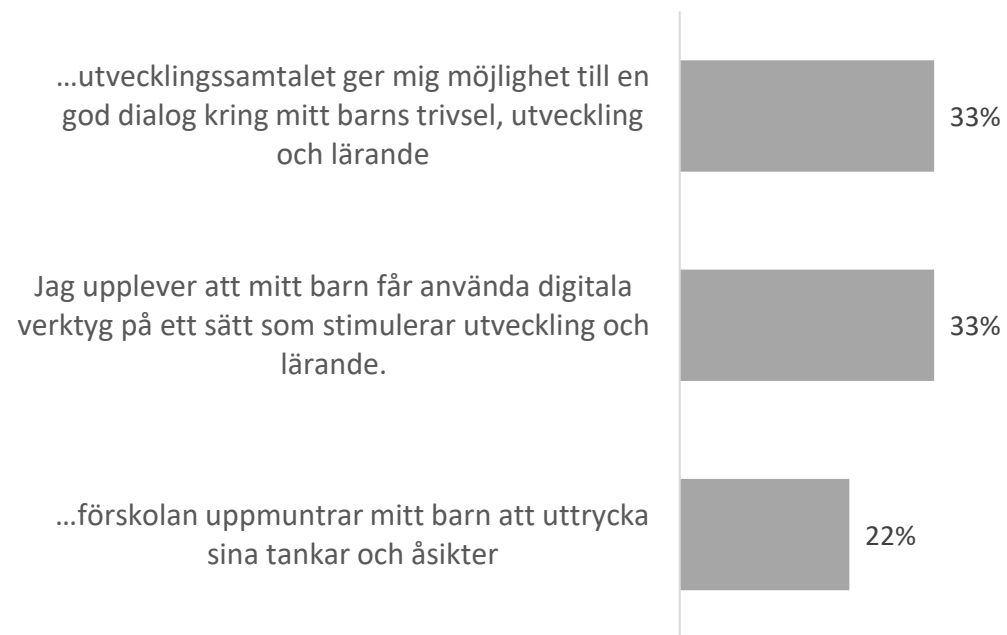 ...utvecklingssamtalet ger mig möjlighet till en
god dialog kring mitt barns trivsel, utveckling
och lärande
33%
Jag upplever att mitt barn får använda digitala
verktyg på ett sätt som stimulerar utveckling och
lärande.
33%
...förskolan uppmuntrar mitt barn att uttrycka
sina tankar och åsikter
22%